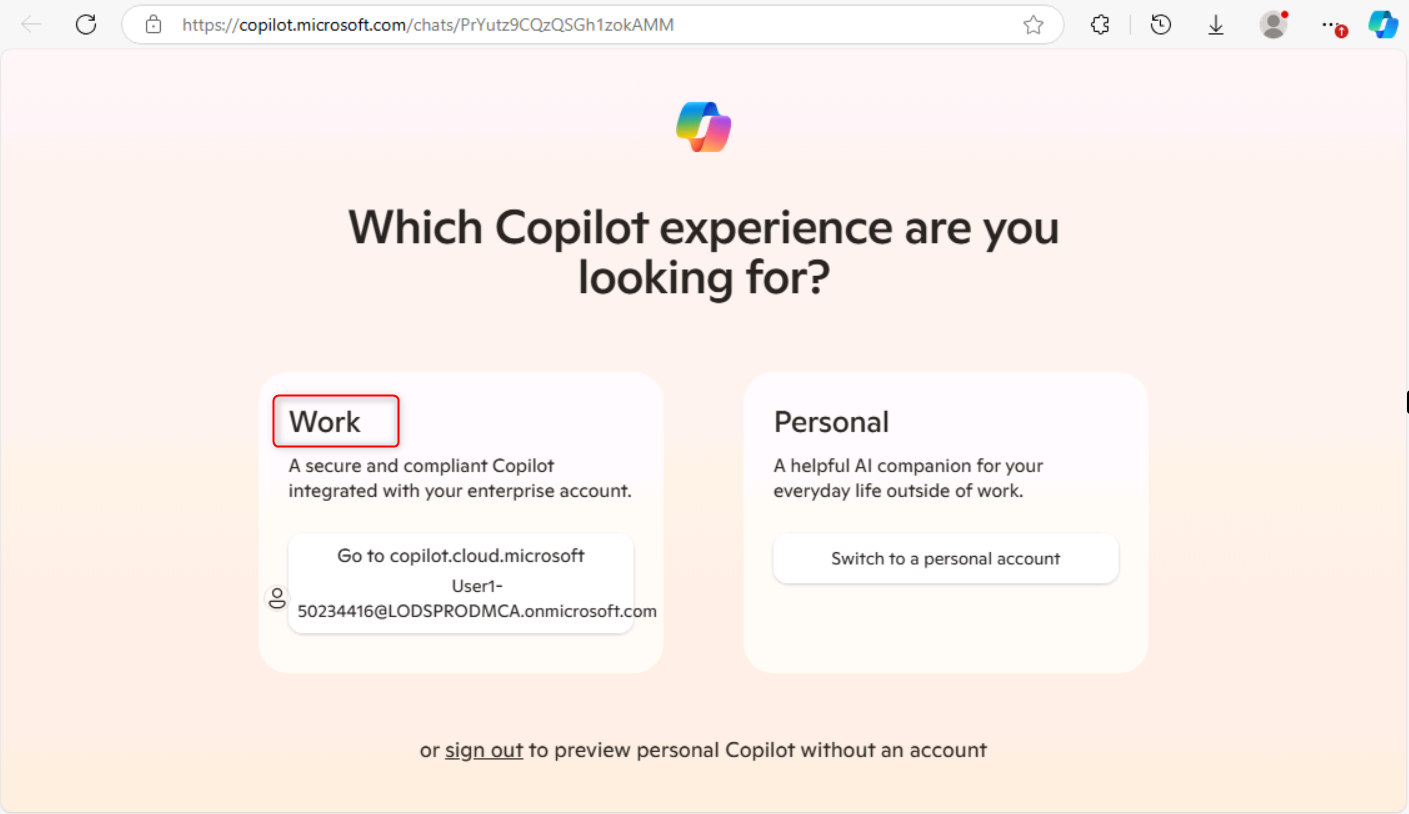 https://copilot.microsoft.com/chats/PrYutz9CQzQSGh1zokAMM
Which Copilot experience are you
looking for?
Work
A secure and compliant Copilot
integrated with your enterprise account.
Go to copilot.cloud.microsoft
User1-
50234416@LODSPRODMCA.onmicrosoft.com
Personal
A helpful AI companion for your
everyday life outside of work.
Switch to a personal account
or sign out to preview personal Copilot without an account